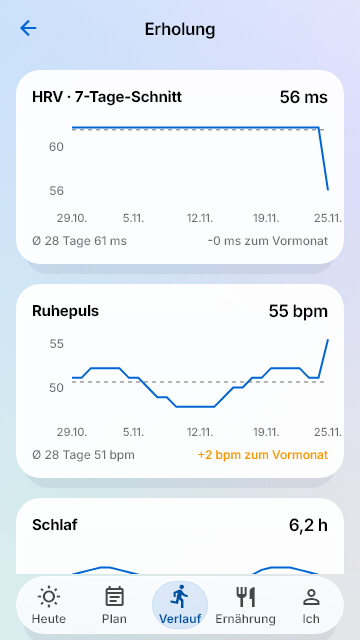 Erholung
HRV · 7-Tage-Schnitt 56 ms
60
56
29.10. 5.11. 12.11. 19.11. 25.11.
Ø 28 Tage 61 ms -0 ms zum Vormonat
Ruhepuls 55 bpm
55
50
29.10. 5.11. 12.11. 19.11. 25.11.
Ø 28 Tage 51 bpm +2 bpm zum Vormonat
Schlaf 6,2 h
Heute Plan Verlauf Ernährung Ich